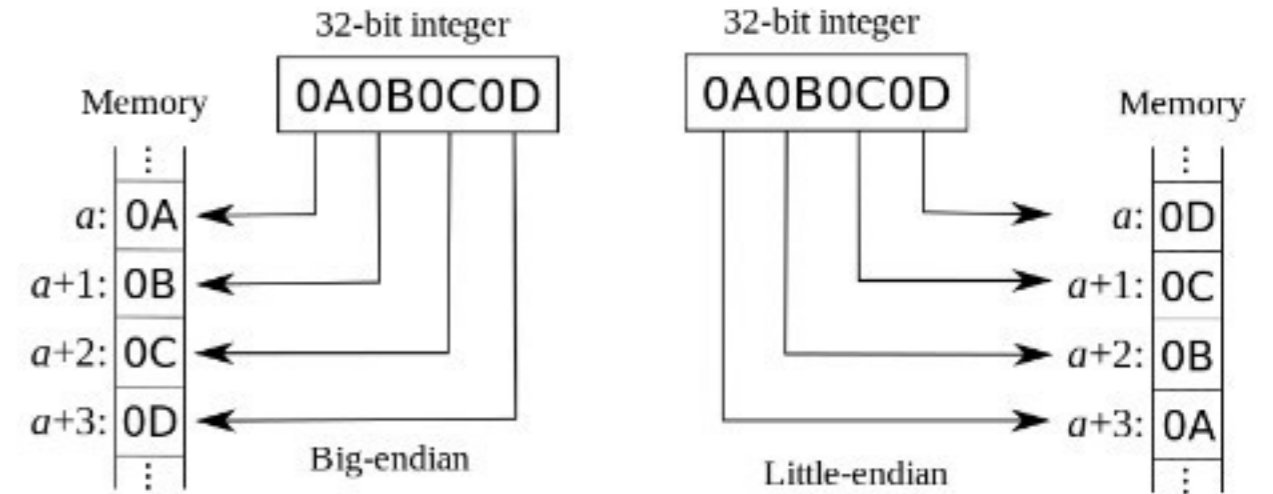 32-bit integer
0A0B0C0D
Memory
a: 0A
a+1: 0B
a+2: 0C
a+3: 0D
Big-endian
32-bit integer
0A0B0C0D
Memory
a: 0D
a+1: 0C
a+2: 0B
a+3: 0A
Little-endian